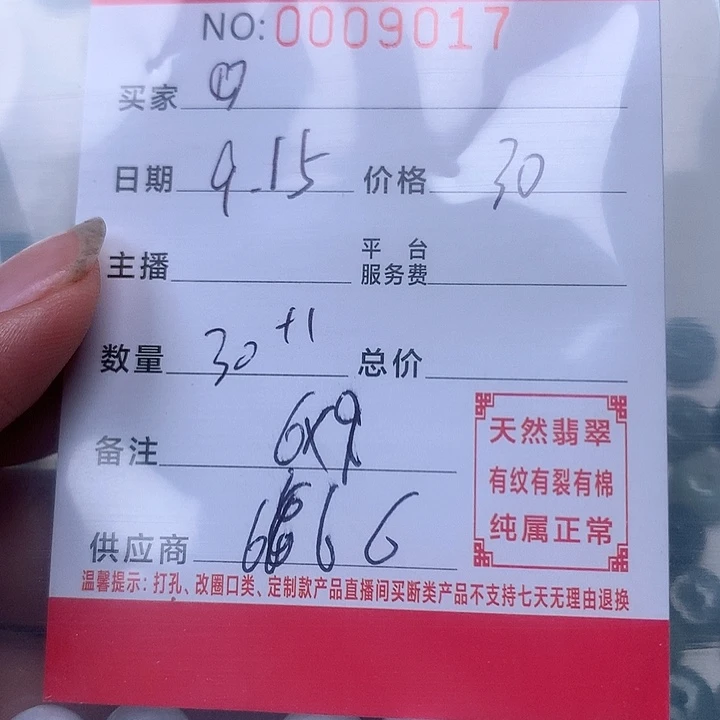 NO:0009017
买家
日期 9.15 价格 30
主播 平台服务费
数量 30 +1 总价
备注 6x9
供应商 6 6 6
天然翡翠
有纹有裂有棉
纯属正常
温馨提示：打孔、改圈口类、定制款产品直播间买断类产品不支持七天无理由退换